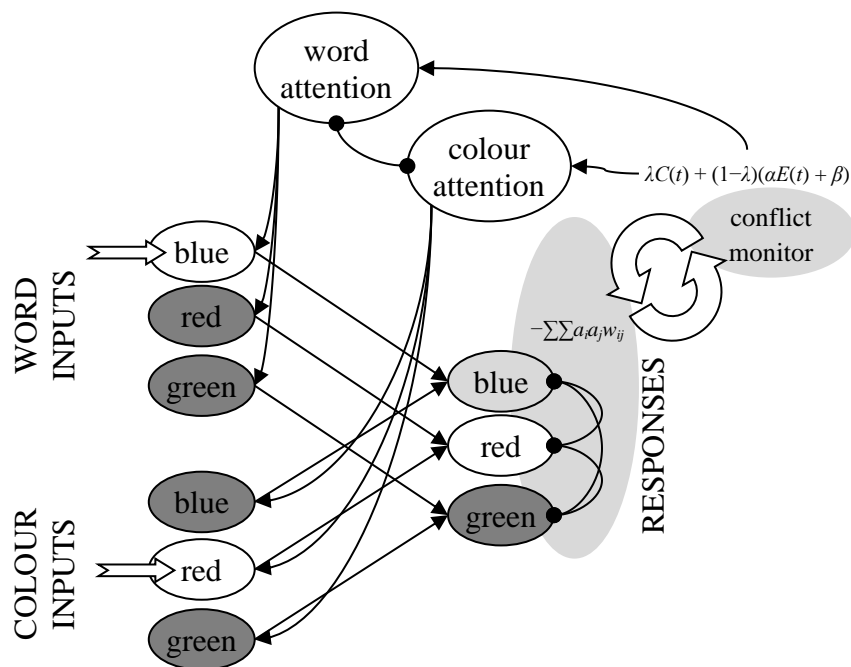 word
attention
colour
attention
λC(t) + (1−λ)(αE(t) + β)
conflict
monitor
WORD
INPUTS
blue
red
green
−∑∑aᵢaⱼwᵢⱼ
blue
red
green
RESPONSES
COLOUR
INPUTS
blue
red
green